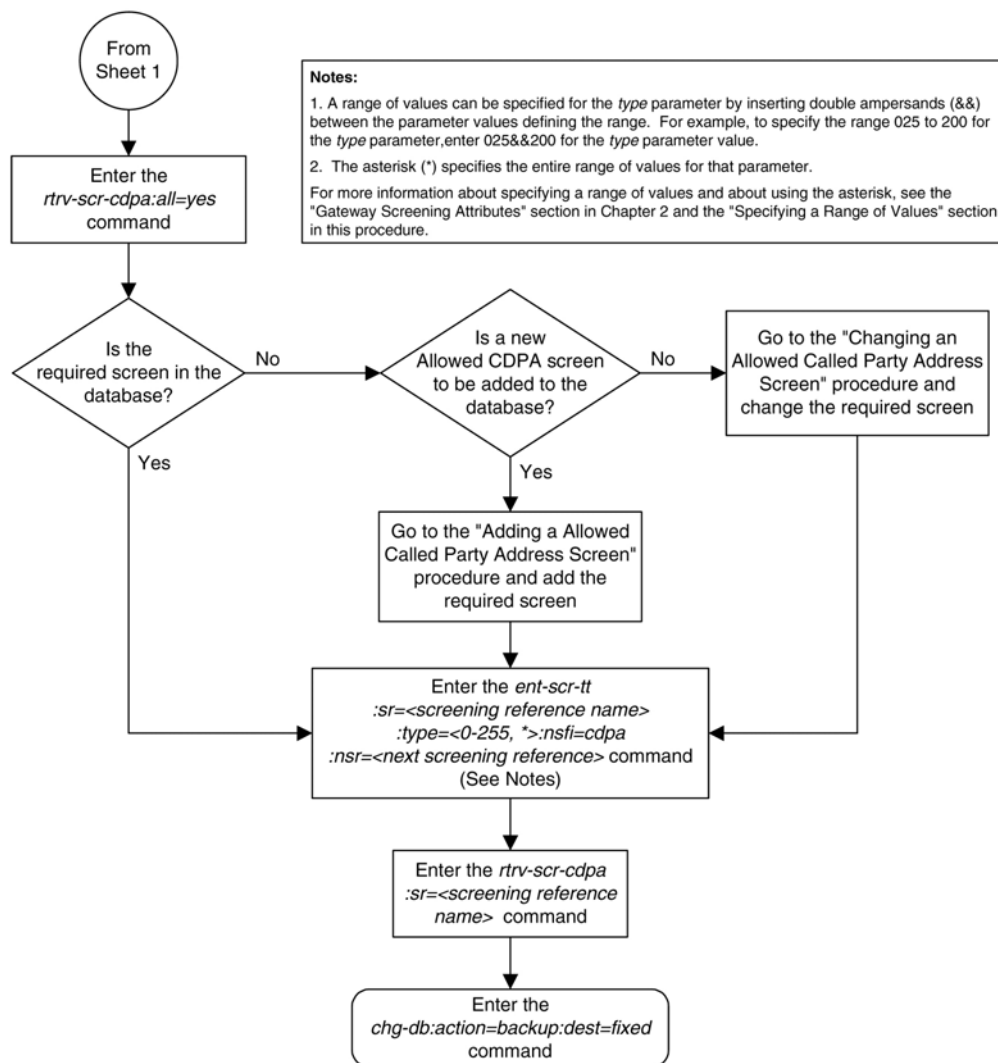 From
Sheet 1
Notes:
1. A range of values can be specified for the type parameter by inserting double ampersands (&&)
between the parameter values defining the range. For example, to specify the range 025 to 200 for
the type parameter,enter 025&&200 for the type parameter value.
2. The asterisk (*) specifies the entire range of values for that parameter.
For more information about specifying a range of values and about using the asterisk, see the
"Gateway Screening Attributes" section in Chapter 2 and the "Specifying a Range of Values" section
in this procedure.
Enter the
rtrv-scr-cdpa:all=yes
command
Is the
required screen in the
database?
No
Yes
Is a new
Allowed CDPA screen
to be added to the
database?
No
Yes
Go to the "Changing an
Allowed Called Party Address
Screen" procedure and
change the required screen
Go to the "Adding a Allowed
Called Party Address Screen"
procedure and add the
required screen
Enter the ent-scr-tt
:sr=<screening reference name>
:type=<0-255, *>:nsfi=cdpa
:nsr=<next screening reference> command
(See Notes)
Enter the rtrv-scr-cdpa
:sr=<screening reference
name> command
Enter the
chg-db:action=backup:dest=fixed
command